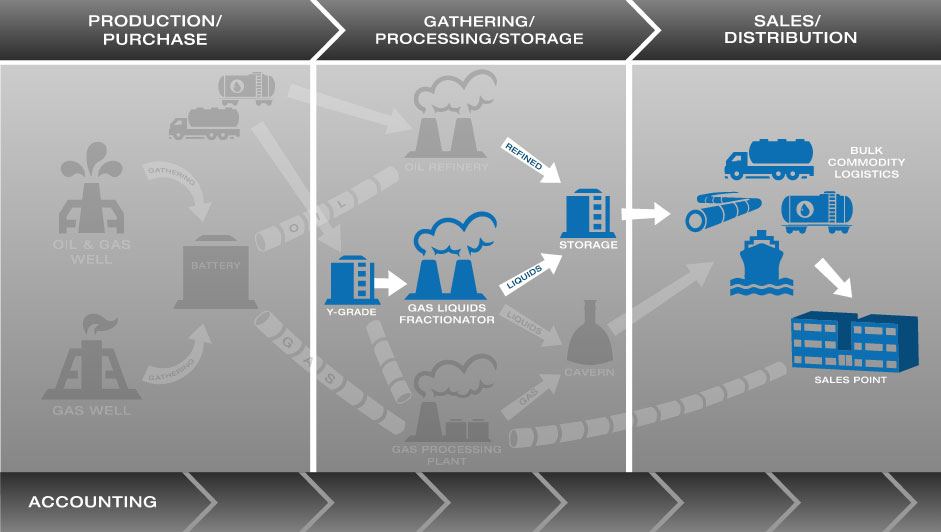 PRODUCTION/
PURCHASE
GATHERING/
PROCESSING/STORAGE
SALES/
DISTRIBUTION
OIL REFINERY
REFINED
BULK
COMMODITY
LOGISTICS
GATHERING
OIL & GAS
WELL
BATTERY
OIL
STORAGE
Y-GRADE
GAS LIQUIDS
FRACTIONATOR
LIQUIDS
LIQUIDS
GAS
GATHERING
GAS WELL
CAVERN
GAS
GAS PROCESSING
PLANT
SALES POINT
ACCOUNTING